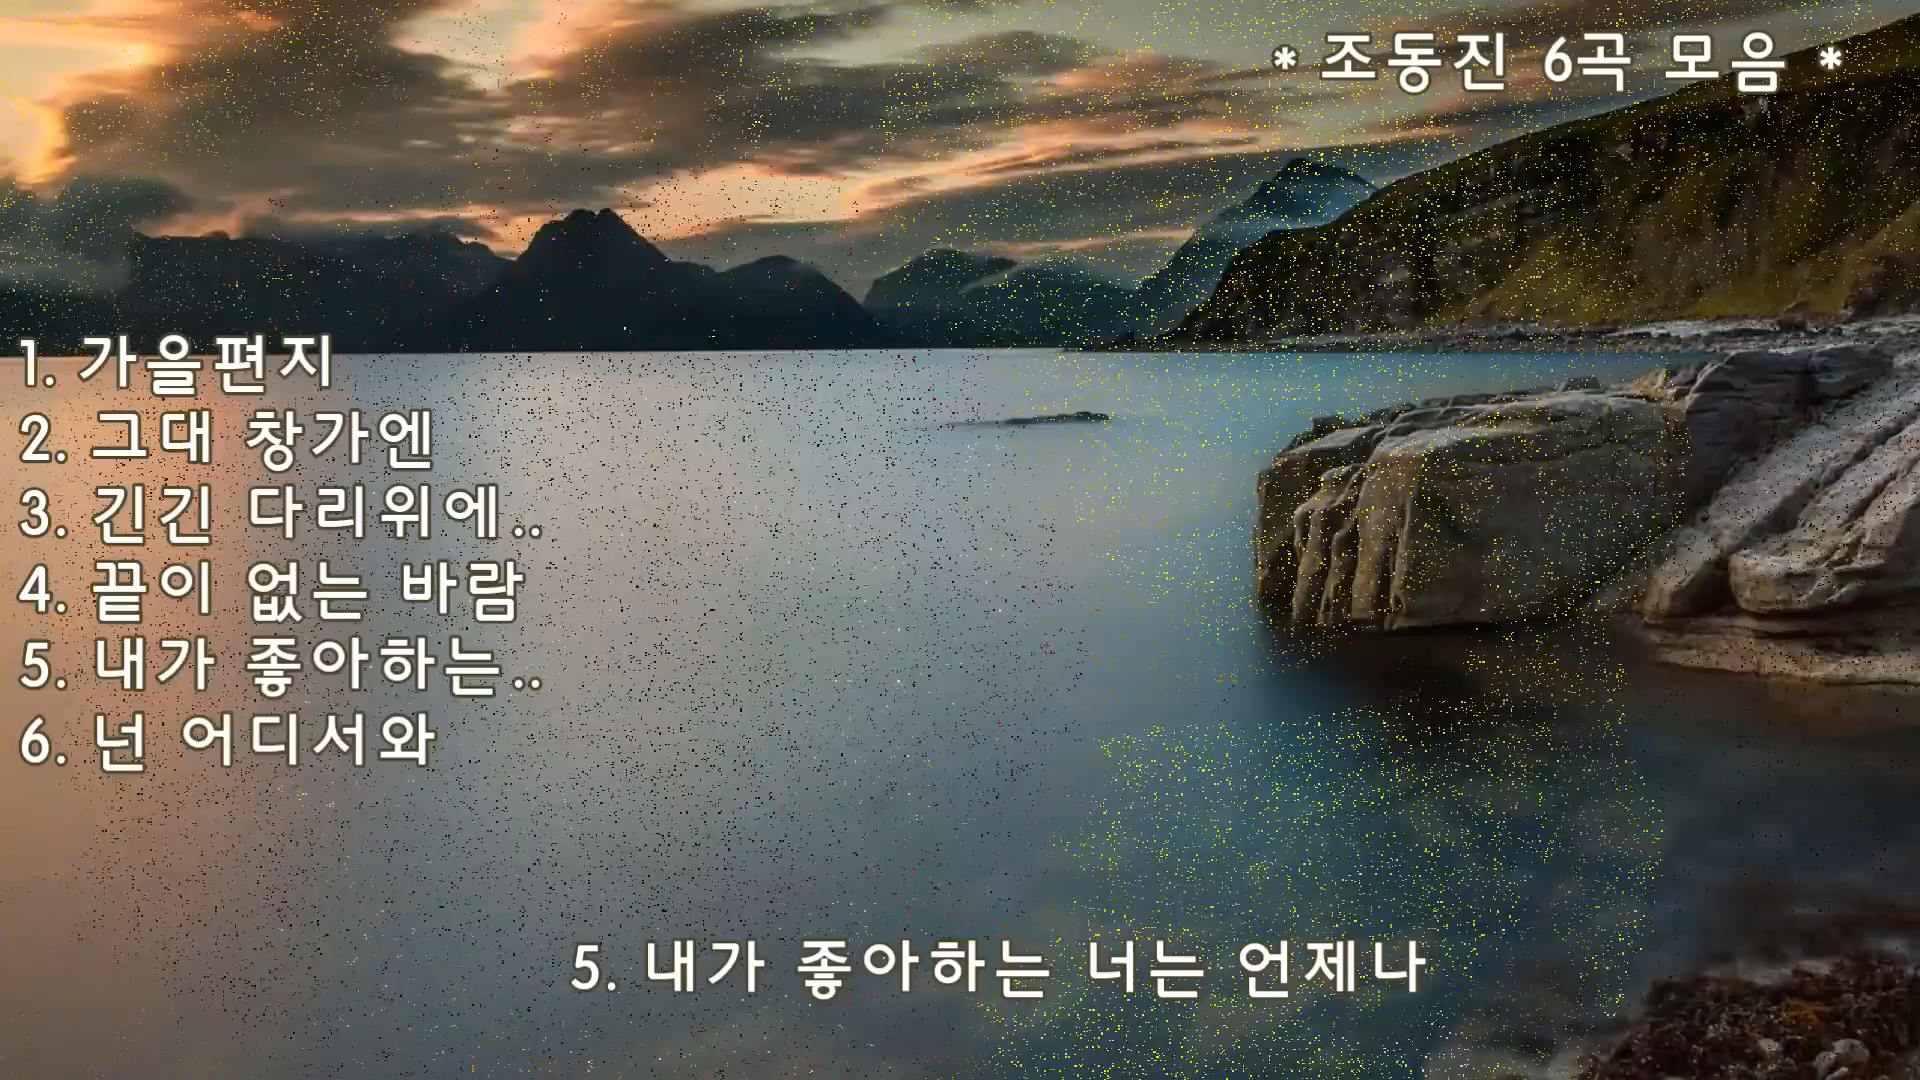 * 조동진 6곡 모음 *
1. 가을편지
2. 그대 창가엔
3. 긴긴 다리위에..
4. 끝이 없는 바람
5. 내가 좋아하는..
6. 넌 어디서와
5. 내가 좋아하는 너는 언제나